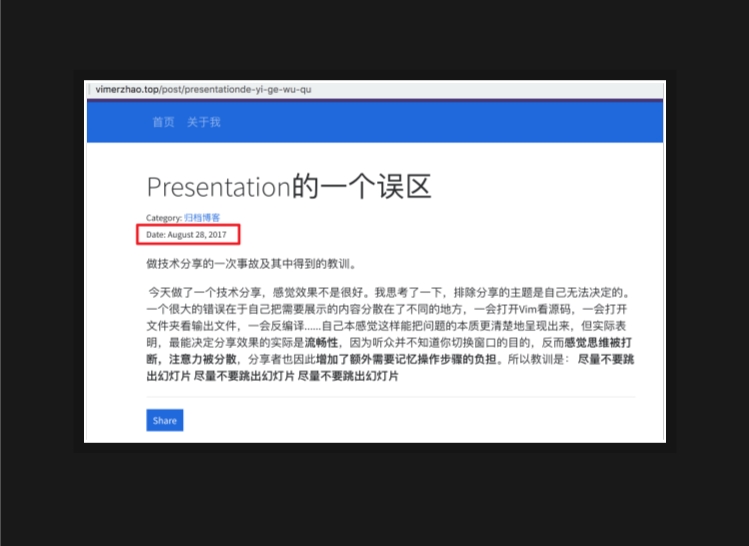 vimerzhao.top/post/presentationde-yi-ge-wu-qu
首页 关于我
Presentation的一个误区
Category: 归档博客
Date: August 28, 2017
做技术分享的一次事故及其中得到的教训。
今天做了一个技术分享，感觉效果不是很好。我思考了一下，排除分享的主题是自己无法决定的。
一个很大的错误在于自己把需要展示的内容分散在了不同的地方，一会打开Vim看源码，一会打开
文件夹看输出文件，一会反编译......自己本感觉这样能把问题的本质更清楚地呈现出来，但实际表
明，最能决定分享效果的实际是流畅性，因为听众并不知道你切换窗口的目的，反而感觉思维被打
断，注意力被分散，分享者也因此增加了额外需要记忆操作步骤的负担。所以教训是： 尽量不要跳
出幻灯片 尽量不要跳出幻灯片 尽量不要跳出幻灯片
Share